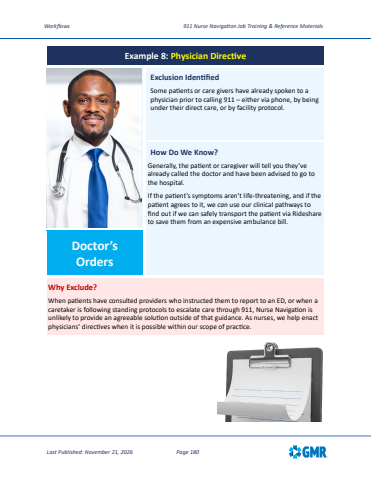 Workflows
911 Nurse Navigation Job Training & Reference Materials
Example 8: Physician Directive
Exclusion Identified
Some patients or care givers have already spoken to a
physician prior to calling 911 – either via phone, by being
under their direct care, or by facility protocol.
How Do We Know?
Generally, the patient or caregiver will tell you they've
already called the doctor and have been advised to go to
the hospital.
If the patient's symptoms aren't life-threatening, and if the
patient agrees to it, we can use our clinical pathways to
find out if we can safely transport the patient via Rideshare
to save them from an expensive ambulance bill.
Doctor's
Orders
Why Exclude?
When patients have consulted providers who instructed them to report to an ED, or when a
caretaker is following standing protocols to escalate care through 911, Nurse Navigation is
unlikely to provide an agreeable solution outside of that guidance. As nurses, we help enact
physicians' directives when it is possible within our scope of practice.
Last Published: November 21, 2026
Page 180
GMR